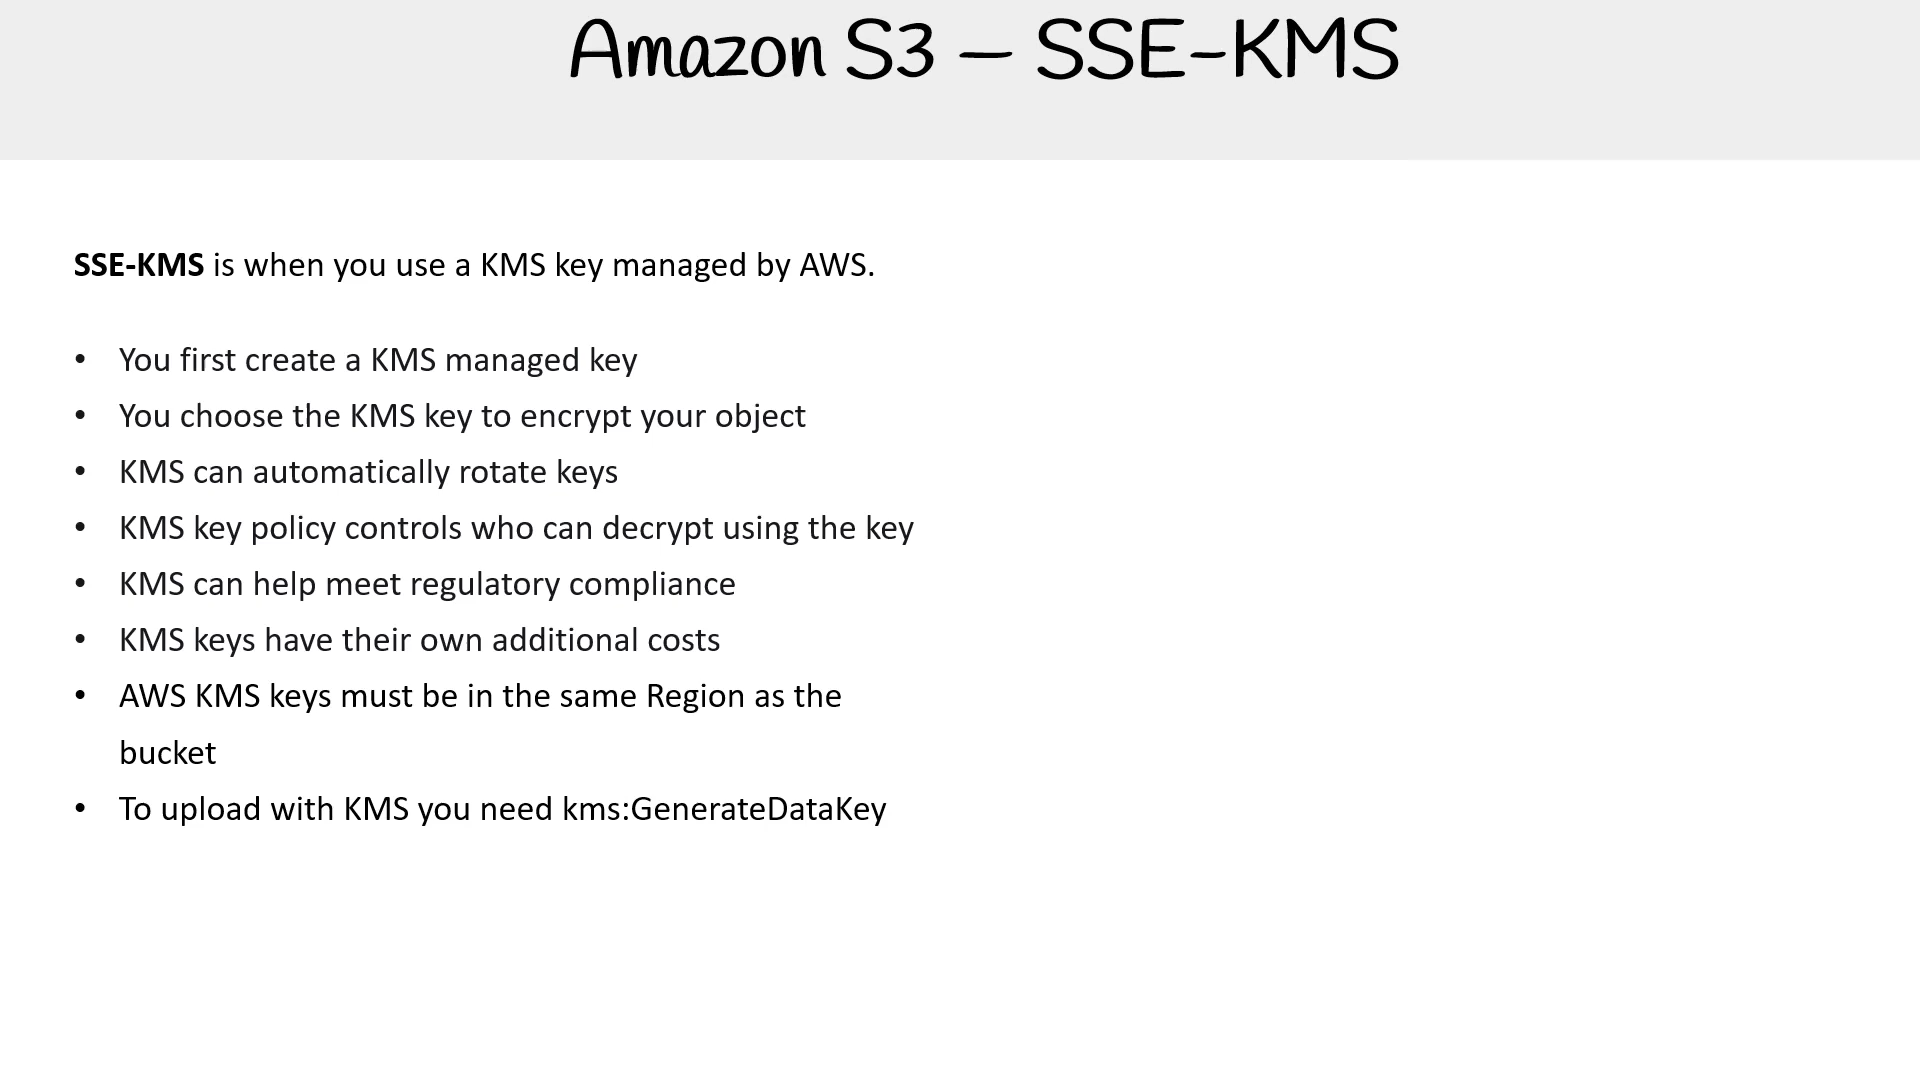 Amazon S3 – SSE-KMS
SSE-KMS is when you use a KMS key managed by AWS.
• You first create a KMS managed key
• You choose the KMS key to encrypt your object
• KMS can automatically rotate keys
• KMS key policy controls who can decrypt using the key
• KMS can help meet regulatory compliance
• KMS keys have their own additional costs
• AWS KMS keys must be in the same Region as the
bucket
• To upload with KMS you need kms:GenerateDataKey